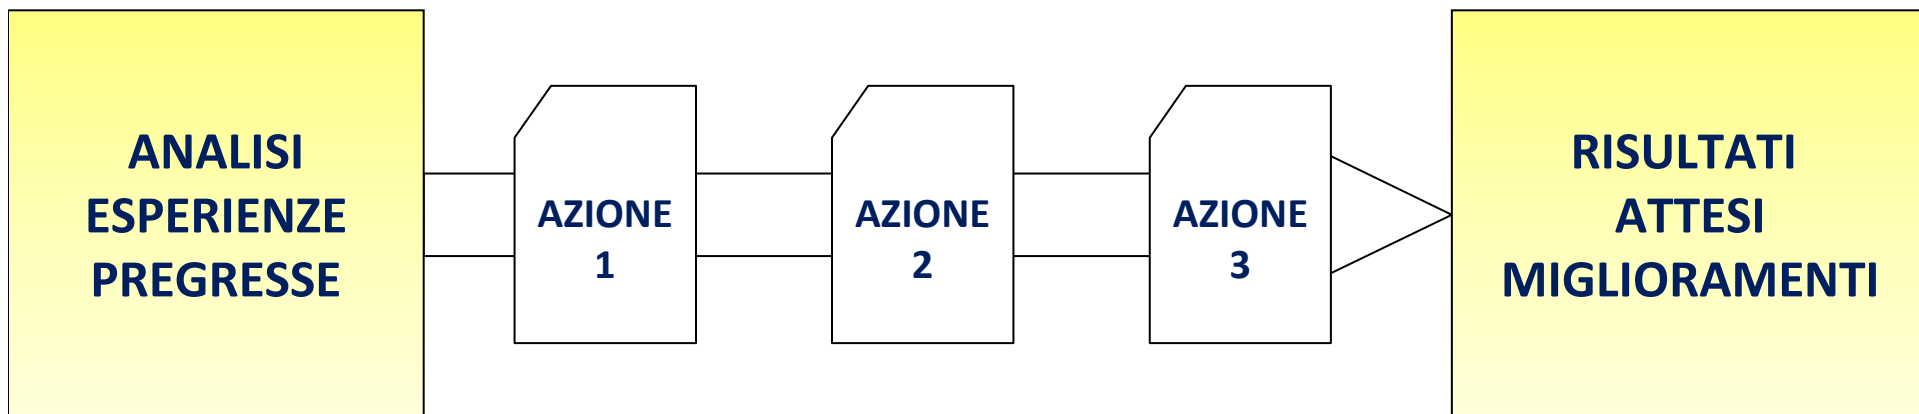 ANALISI
ESPERIENZE
PREGRESSE
AZIONE
1
AZIONE
2
AZIONE
3
RISULTATI
ATTESI
MIGLIORAMENTI